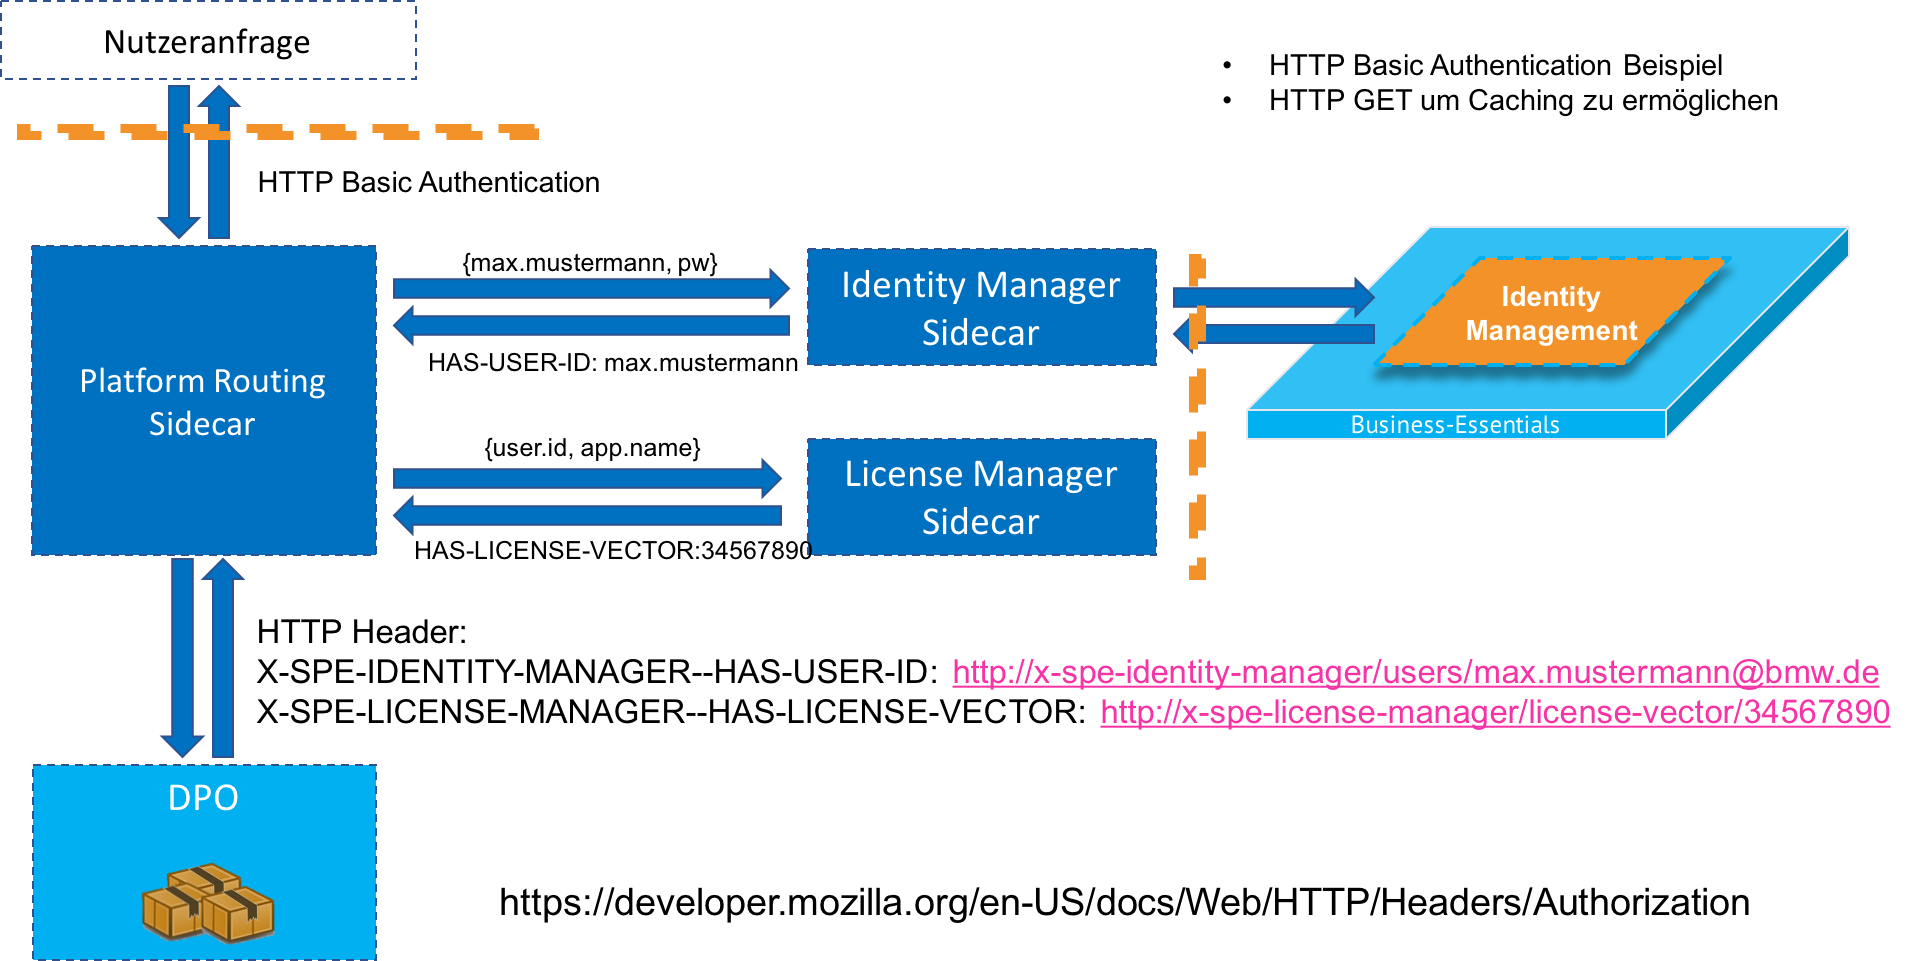 Nutzeranfrage
• HTTP Basic Authentication Beispiel
• HTTP GET um Caching zu ermöglichen
HTTP Basic Authentication
{max.mustermann, pw}
Identity Manager
Sidecar
Identity
Management
HAS-USER-ID: max.mustermann
Platform Routing
Sidecar
Business-Essentials
{user.id, app.name}
License Manager
Sidecar
HAS-LICENSE-VECTOR:34567890
HTTP Header:
X-SPE-IDENTITY-MANAGER--HAS-USER-ID: http://x-spe-identity-manager/users/max.mustermann@bmw.de
X-SPE-LICENSE-MANAGER--HAS-LICENSE-VECTOR: http://x-spe-license-manager/license-vector/34567890
DPO
https://developer.mozilla.org/en-US/docs/Web/HTTP/Headers/Authorization